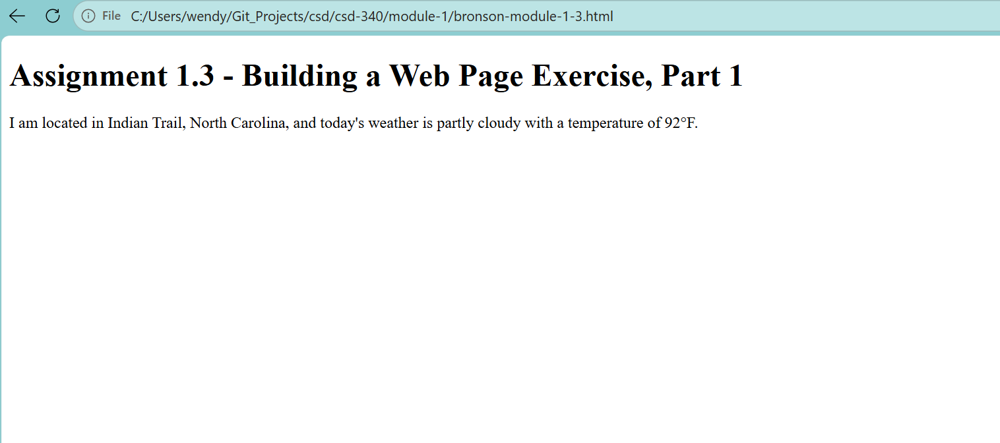 File C:/Users/wendy/Git_Projects/csd/csd-340/module-1/bronson-module-1-3.html
Assignment 1.3 - Building a Web Page Exercise, Part 1
I am located in Indian Trail, North Carolina, and today's weather is partly cloudy with a temperature of 92°F.